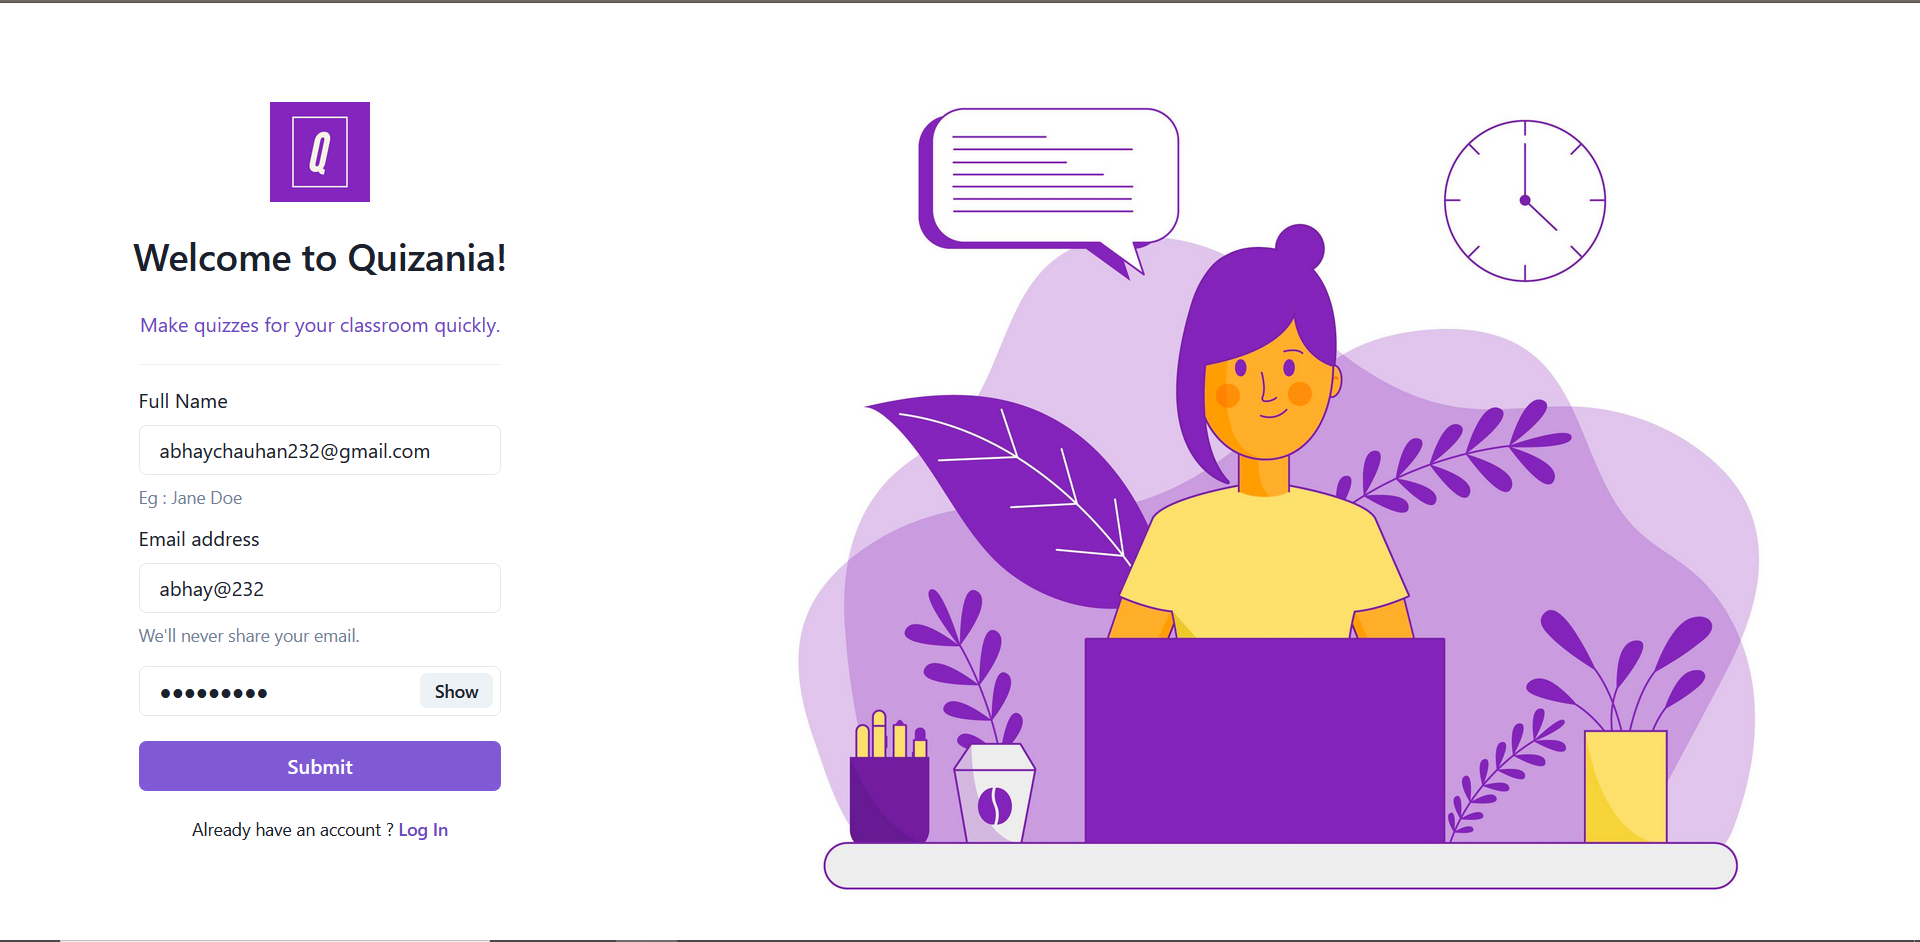 Q
Welcome to Quizania!
Make quizzes for your classroom quickly.
Full Name
abhaychauhan232@gmail.com
Eg : Jane Doe
Email address
abhay@232
We'll never share your email.
●●●●●●●●● Show
Submit
Already have an account ? Log In